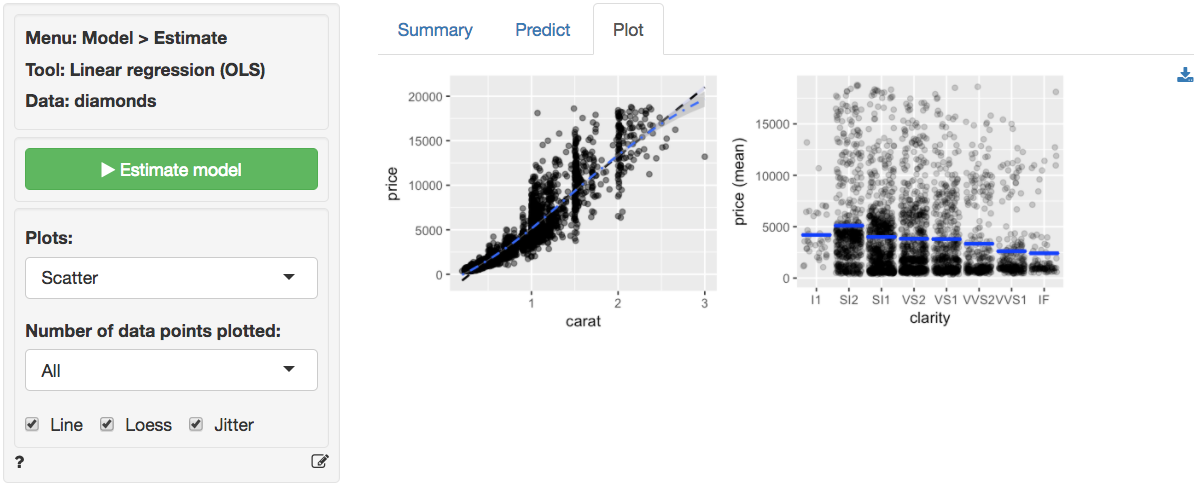 Menu: Model > Estimate
Tool: Linear regression (OLS)
Data: diamonds
Estimate model
Plots:
Scatter
Number of data points plotted:
All
Line Loess Jitter
?
Summary Predict Plot
20000
15000
10000
5000
0
price
1 2 3
carat
15000
10000
5000
0
price (mean)
I1 SI2 SI1 VS2 VS1 VVS2 VVS1 IF
clarity